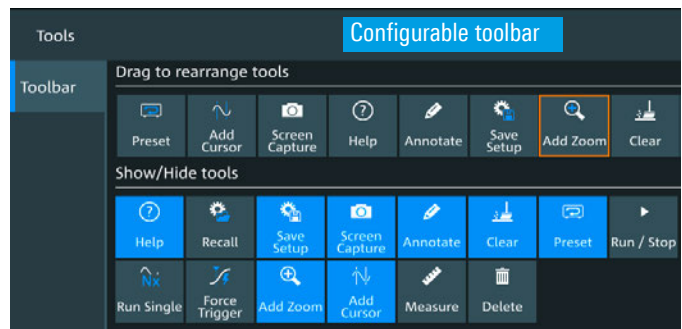 Tools
Configurable toolbar
Toolbar
Drag to rearrange tools
Preset
Add
Cursor
Screen
Capture
Help
Annotate
Save
Setup
Add Zoom
Clear
Show/Hide tools
Help
Recall
Save
Setup
Screen
Capture
Annotate
Clear
Preset
Run / Stop
Nx
Run Single
Force
Trigger
Add Zoom
Add
Cursor
Measure
Delete